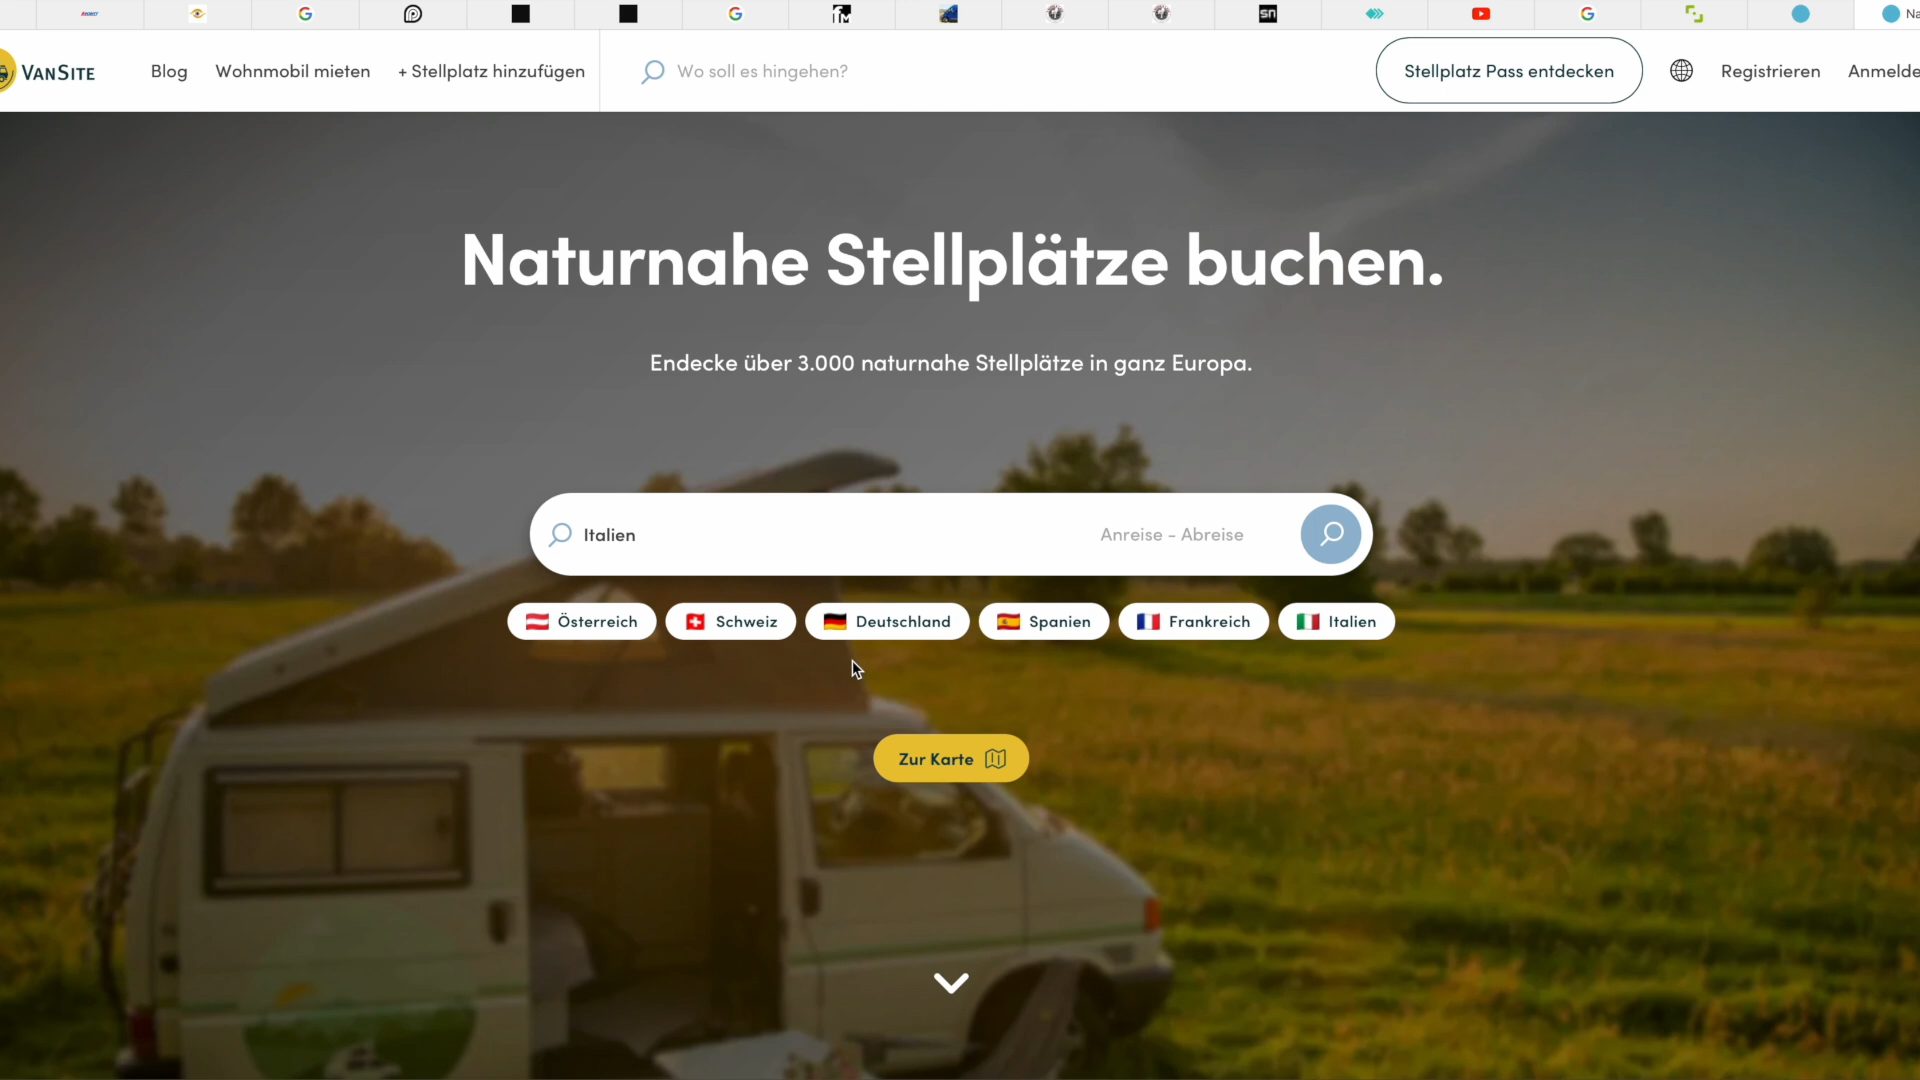 VANSITE
Blog
Wohnmobil mieten
+ Stellplatz hinzufügen
Wo soll es hingehen?
Stellplatz Pass entdecken
Registrieren
Naturnahe Stellplätze buchen.
Endecke über 3.000 naturnahe Stellplätze in ganz Europa.
Italien
Anreise - Abreise
Österreich
Schweiz
Deutschland
Spanien
Frankreich
Italien
Zur Karte